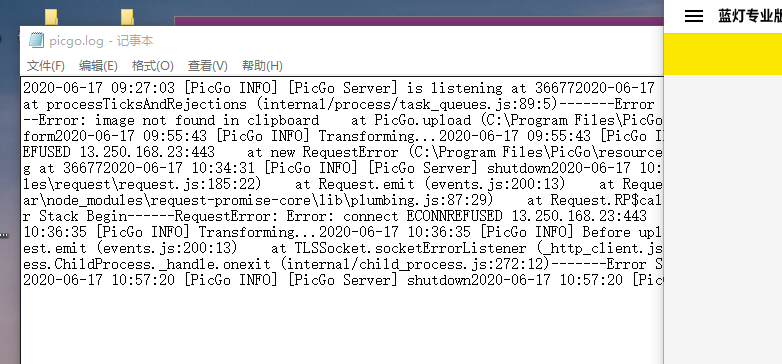 picgo.log - 记事本
蓝灯专业版
文件(F) 编辑(E) 格式(O) 查看(V) 帮助(H)
2020-06-17 09:27:03 [PicGo INFO] [PicGo Server] is listening at 366772020-06-17
at processTicksAndRejections (internal/process/task_queues.js:89:5)-------Error
--Error: image not found in clipboard    at PicGo.upload (C:\Program Files\PicGo
form2020-06-17 09:55:43 [PicGo INFO] Transforming...2020-06-17 09:55:43 [PicGo I
EFUSED 13.250.168.23:443    at new RequestError (C:\Program Files\PicGo\resource
g at 366772020-06-17 10:34:31 [PicGo INFO] [PicGo Server] shutdown2020-06-17 10:
les\request\request.js:185:22)    at Request.emit (events.js:200:13)    at Reque
ar\node_modules\request-promise-core\lib\plumbing.js:87:29)    at Request.RP$cal
r Stack Begin------RequestError: Error: connect ECONNREFUSED 13.250.168.23:443
10:36:35 [PicGo INFO] Transforming...2020-06-17 10:36:35 [PicGo INFO] Before upl
est.emit (events.js:200:13)    at TLSSocket.socketErrorListener (_http_client.js
ess.ChildProcess._handle.onexit (internal/child_process.js:272:12)-------Error S
2020-06-17 10:57:20 [PicGo INFO] [PicGo Server] shutdown2020-06-17 10:57:20 [Pic